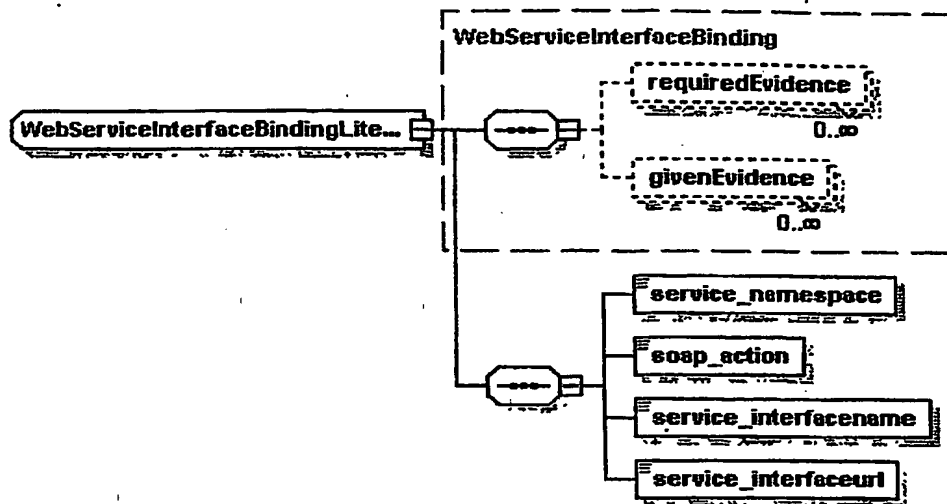 WebServiceInterfaceBinding
requiredEvidence
0..∞
WebServiceInterfaceBindingLite...
givenEvidence
0..∞
service_namespace
soap_action
service_interfacename
service_interfaceurl